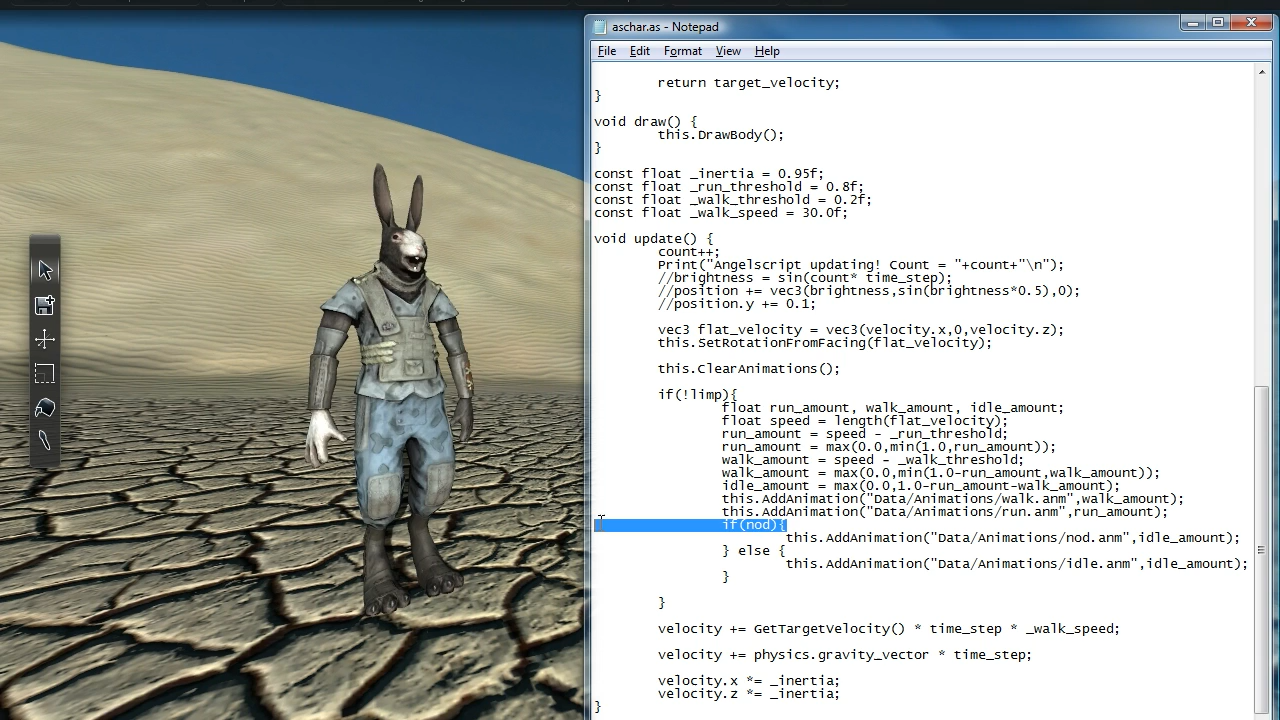 aschar.as - Notepad
File Edit Format View Help
return target_velocity;
}
void draw() {
this.DrawBody();
}
const float _inertia = 0.95f;
const float _run_threshold = 0.8f;
const float _walk_threshold = 0.2f;
const float _walk_speed = 30.0f;
void update() {
count++;
Print("Angelscript updating! Count = "+count+"\n");
//brightness = sin(count* time_step);
//position += vec3(brightness,sin(brightness*0.5),0);
//position.y += 0.1;
vec3 flat_velocity = vec3(velocity.x,0,velocity.z);
this.SetRotationFromFacing(flat_velocity);
this.ClearAnimations();
if(!limp){
float run_amount, walk_amount, idle_amount;
float speed = length(flat_velocity);
run_amount = speed - _run_threshold;
run_amount = max(0.0,min(1.0,run_amount));
walk_amount = speed - _walk_threshold;
walk_amount = max(0.0,min(1.0-run_amount,walk_amount));
idle_amount = max(0.0,1.0-run_amount-walk_amount);
this.AddAnimation("Data/Animations/walk.anm",walk_amount);
this.AddAnimation("Data/Animations/run.anm",run_amount);
if(nod){
this.AddAnimation("Data/Animations/nod.anm",idle_amount);
} else {
this.AddAnimation("Data/Animations/idle.anm",idle_amount);
}
}
velocity += GetTargetVelocity() * time_step * _walk_speed;
velocity += physics.gravity_vector * time_step;
velocity.x *= _inertia;
velocity.z *= _inertia;
}